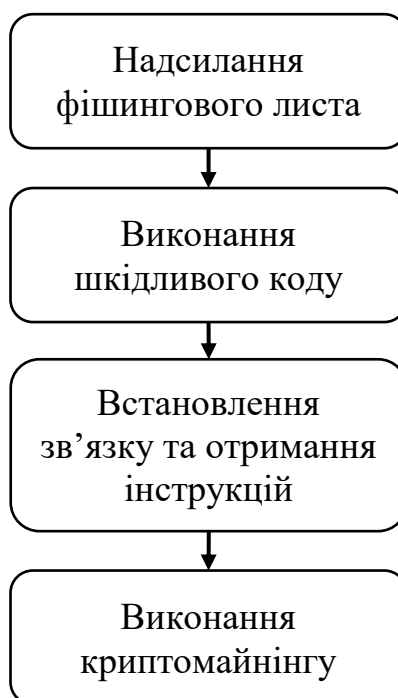 Надсилання
фішингового листа
Виконання
шкідливого коду
Встановлення
зв’язку та отримання
інструкцій
Виконання
криптомайнінгу